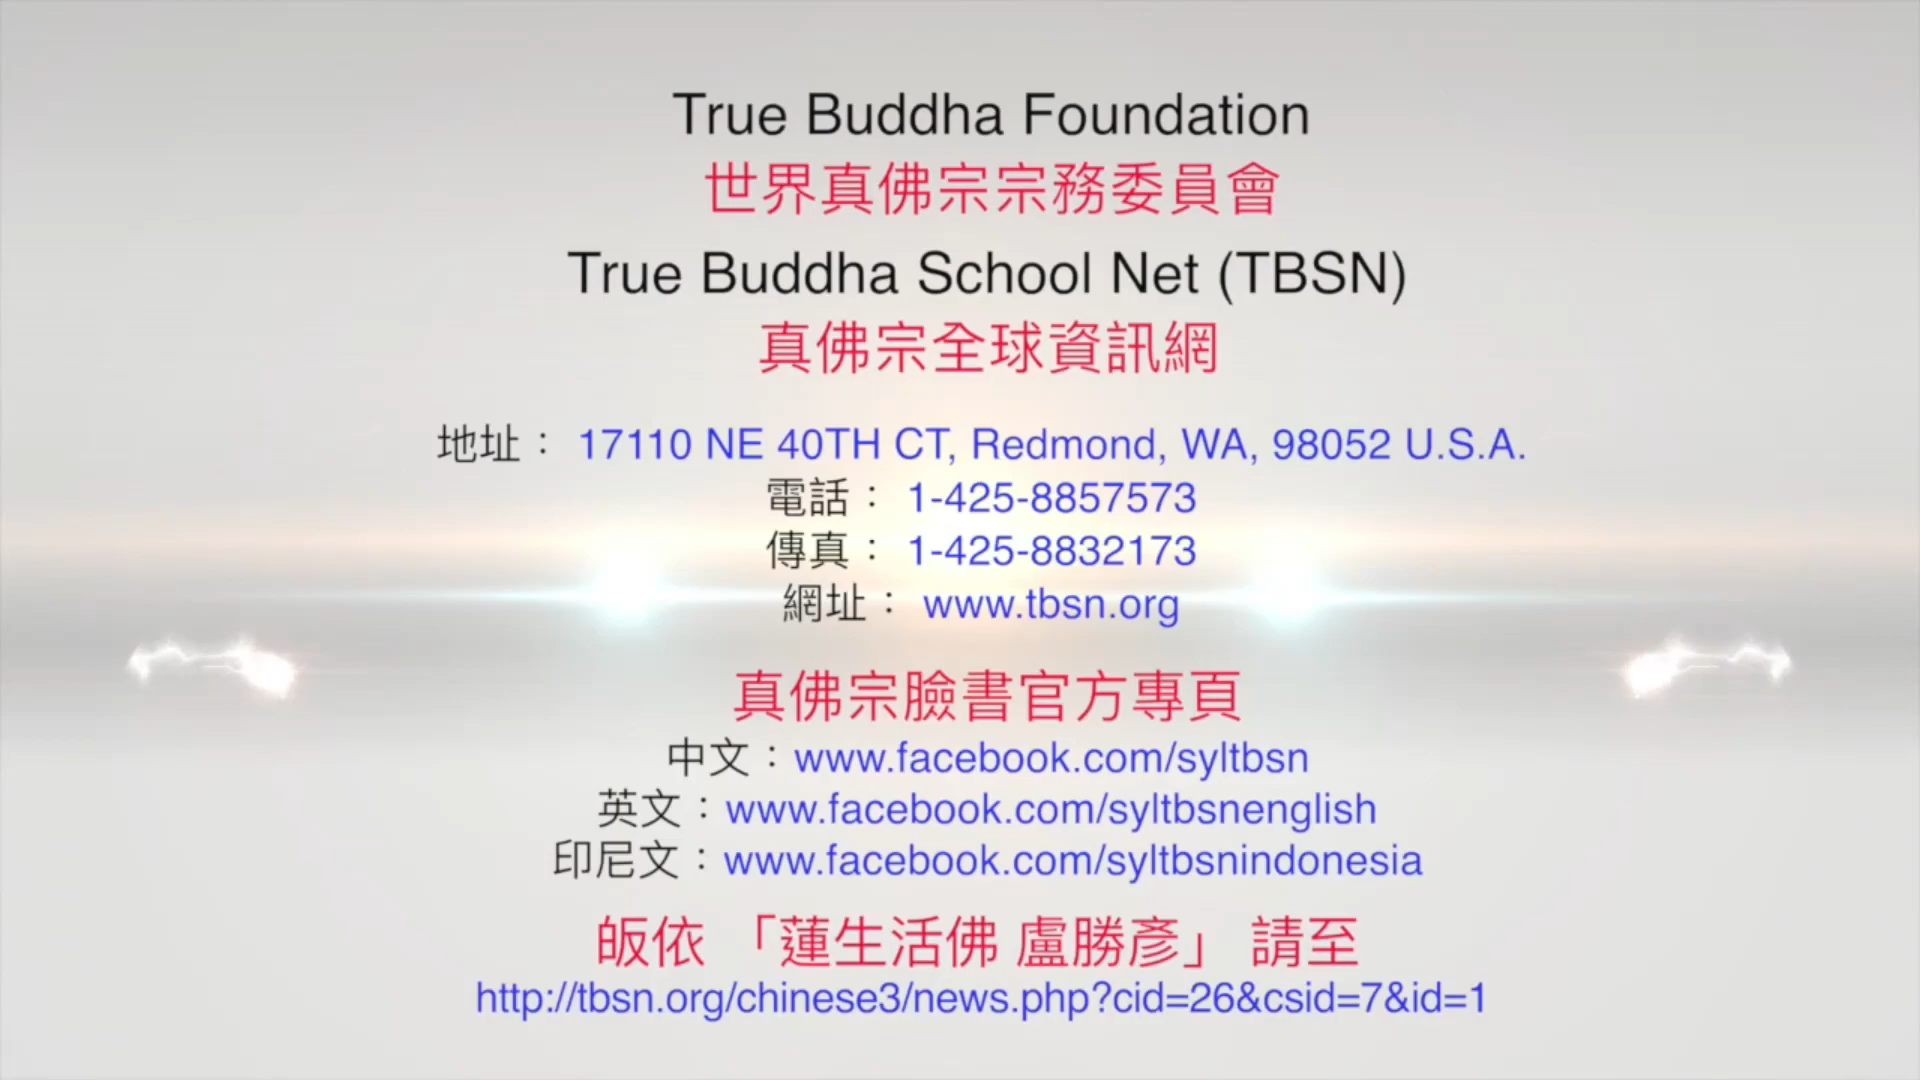 True Buddha Foundation
世界真佛宗宗務委員會
True Buddha School Net (TBSN)
真佛宗全球資訊網
地址： 17110 NE 40TH CT, Redmond, WA, 98052 U.S.A.
電話： 1-425-8857573
傳真： 1-425-8832173
網址： www.tbsn.org
真佛宗臉書官方專頁
中文：www.facebook.com/syltbsn
英文：www.facebook.com/syltbsnenglish
印尼文：www.facebook.com/syltbsnindonesia
皈依 「蓮生活佛 盧勝彥」 請至
http://tbsn.org/chinese3/news.php?cid=26&csid=7&id=1